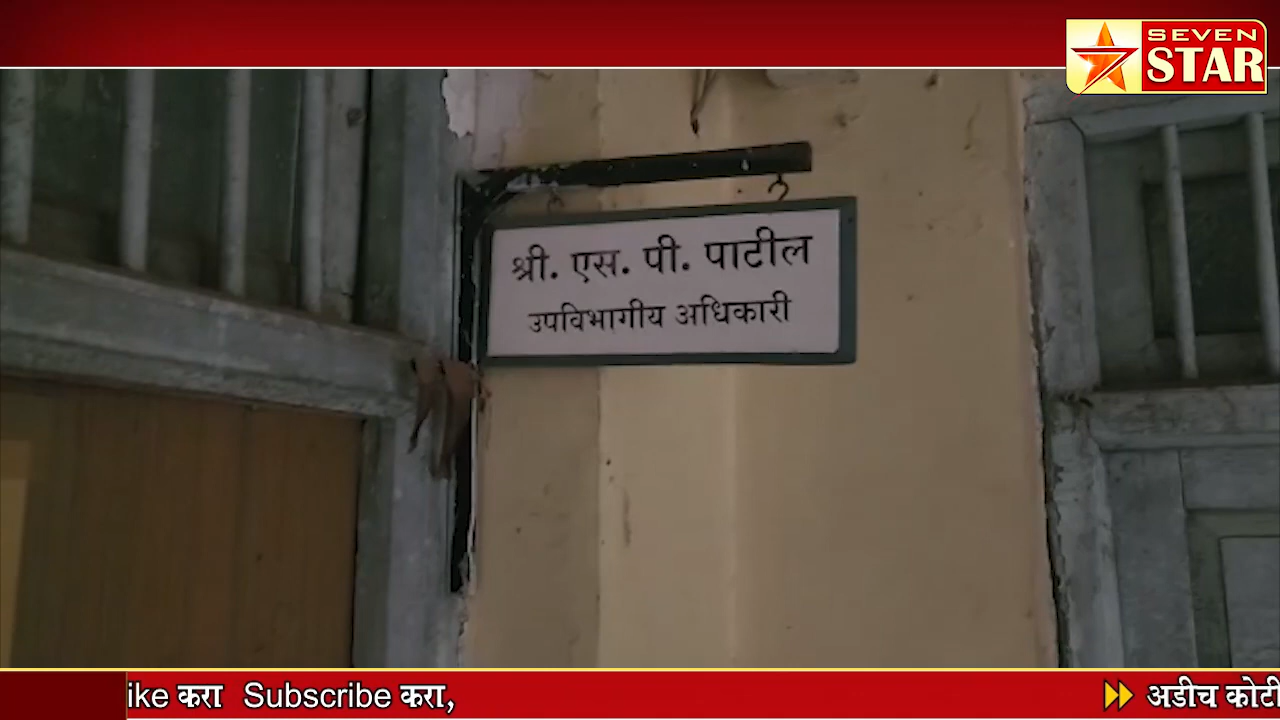 SEVEN
STAR
श्री. एस. पी. पाटील
उपविभागीय अधिकारी
ike करा Subscribe करा, अडीच कोटी